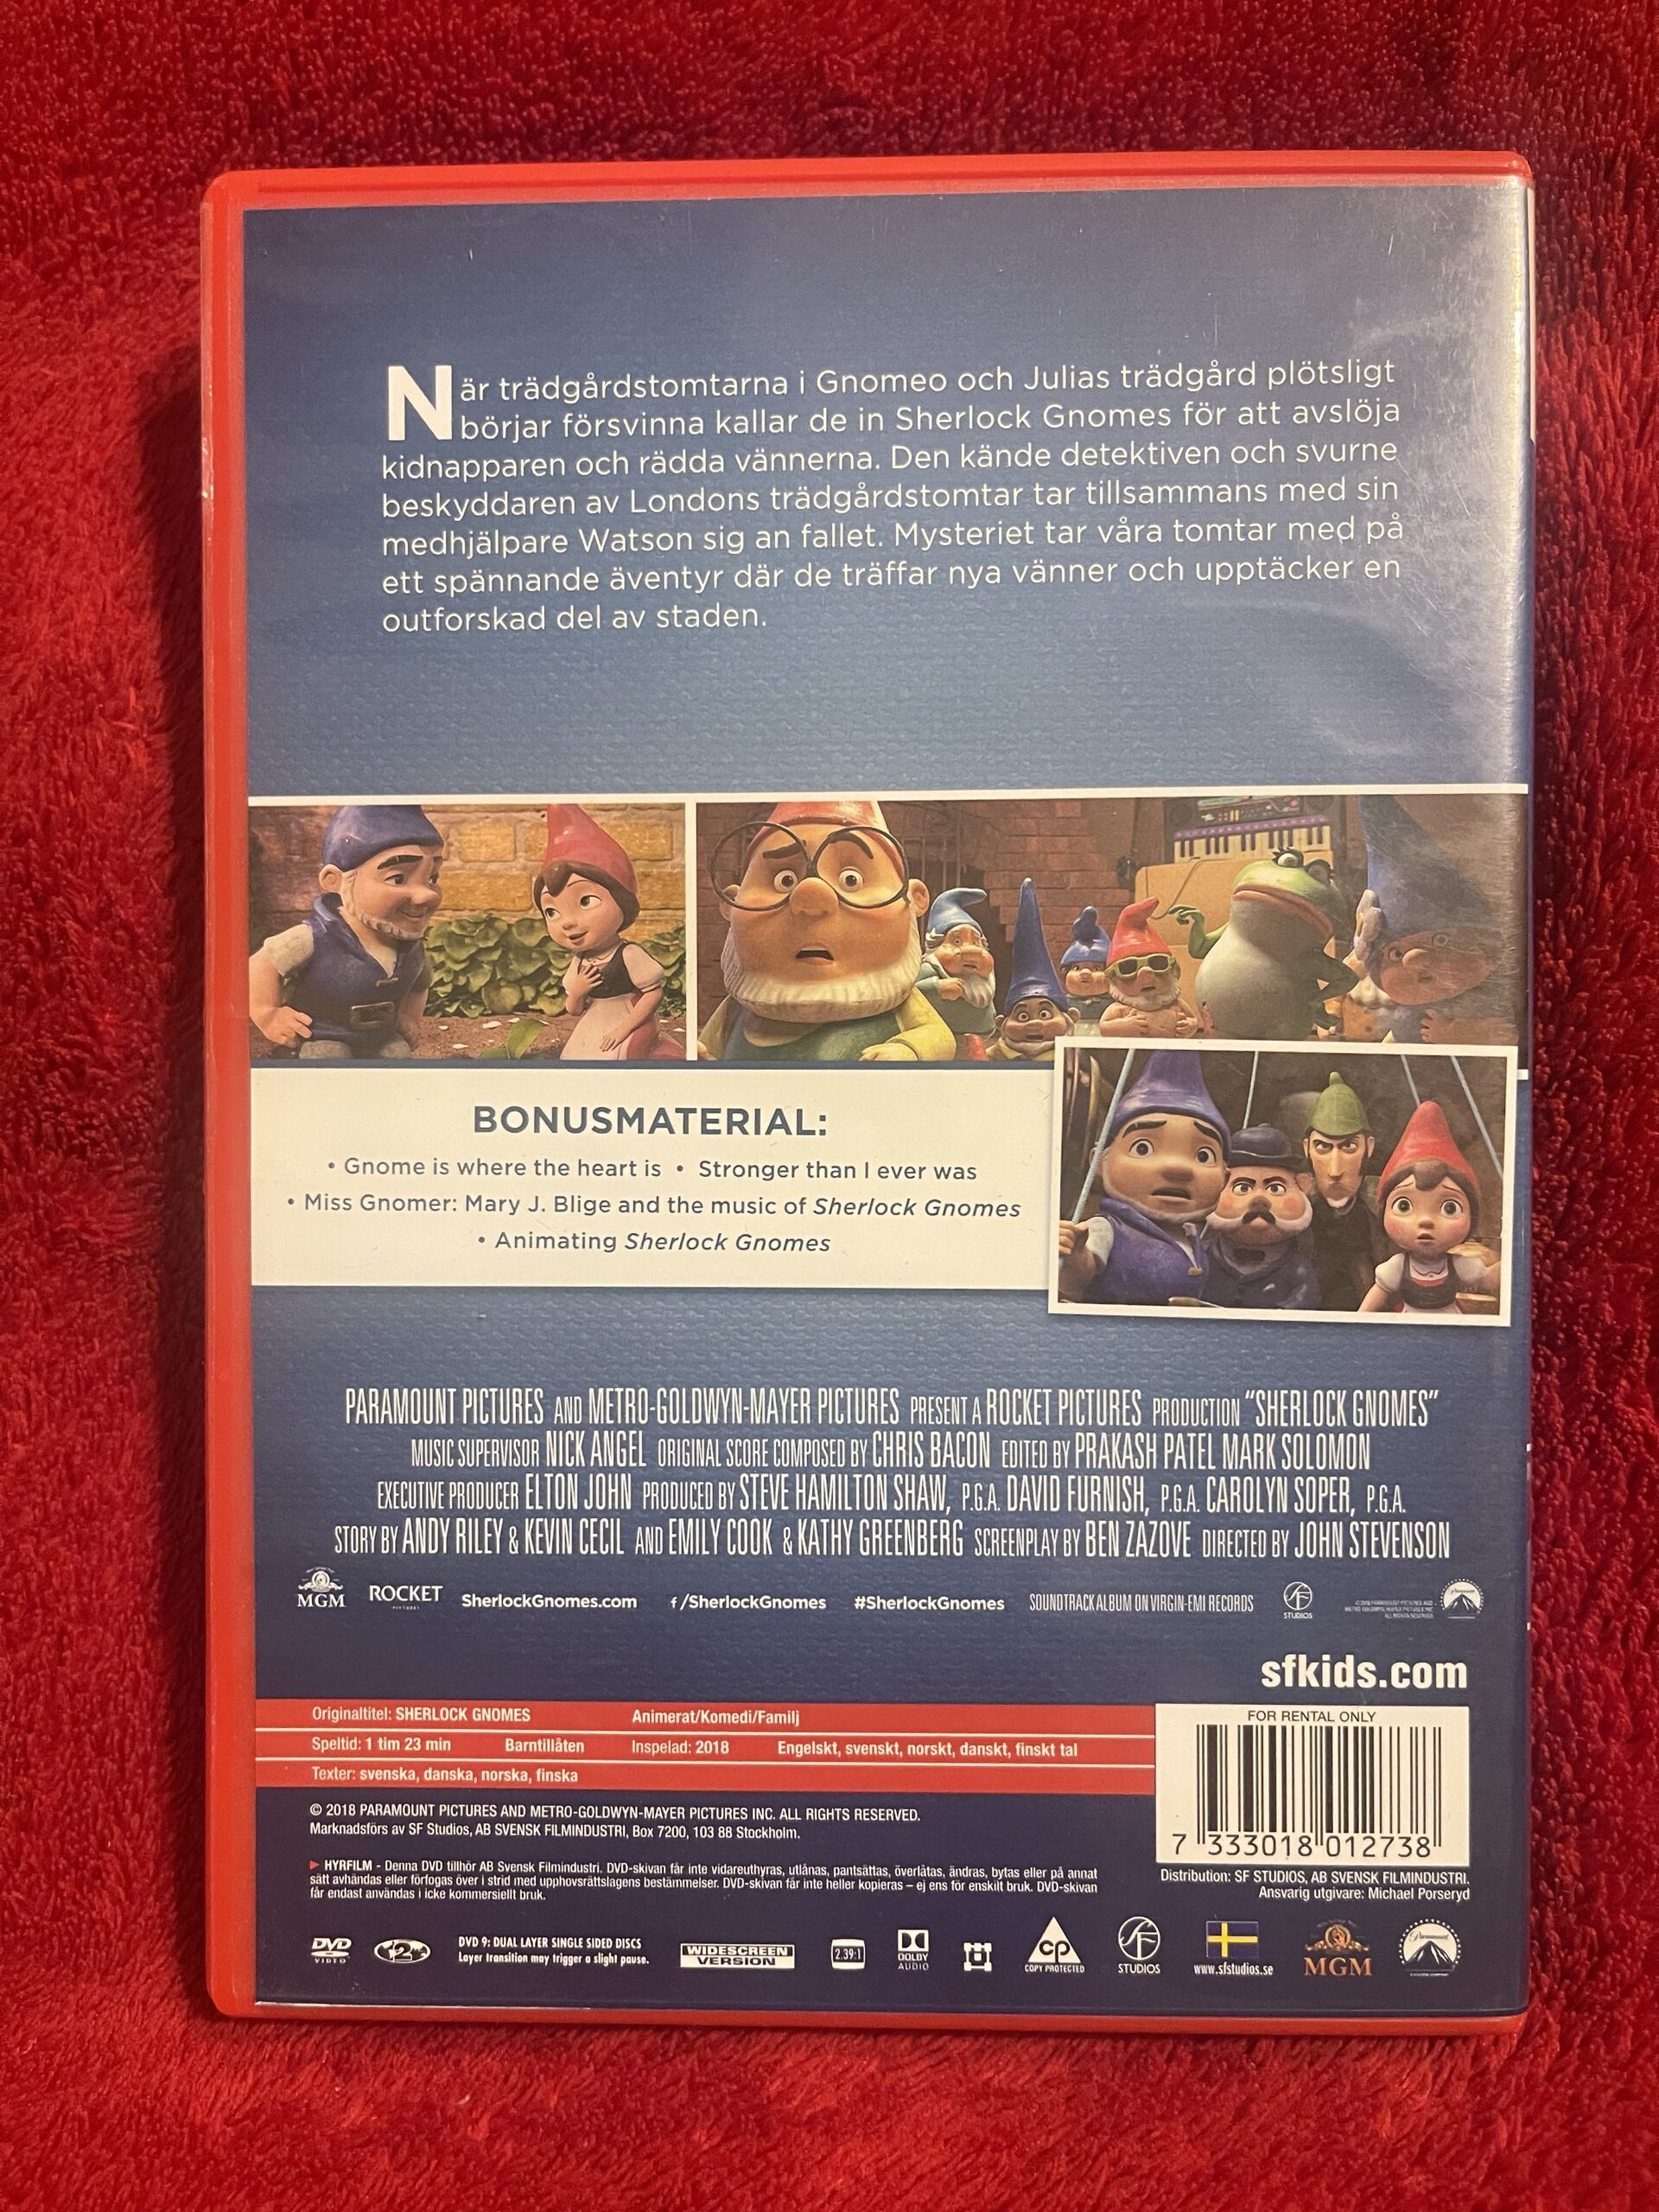 När trädgårdstomtarna i Gnomeo och Julias trädgård plötsligt
börjar försvinna kallar de in Sherlock Gnomes för att avslöja
kidnapparen och rädda vännerna. Den kände detektiven och svurne
beskyddaren av Londons trädgårdstomtar tar tillsammans med sin
medhjälpare Watson sig an fallet. Mysteriet tar våra tomtar med på
ett spännande äventyr där de träffar nya vänner och upptäcker en
outforskad del av staden.
BONUSMATERIAL:
• Gnome is where the heart is • Stronger than I ever was
• Miss Gnomer: Mary J. Blige and the music of Sherlock Gnomes
• Animating Sherlock Gnomes
PARAMOUNT PICTURES AND METRO-GOLDWYN-MAYER PICTURES PRESENT A ROCKET PICTURES PRODUCTION "SHERLOCK GNOMES"
MUSIC SUPERVISOR NICK ANGEL ORIGINAL SCORE COMPOSED BY CHRIS BACON EDITED BY PRAKASH PATEL MARK SOLOMON
EXECUTIVE PRODUCER ELTON JOHN PRODUCED BY STEVE HAMILTON SHAW, P.G.A. DAVID FURNISH, P.G.A. CAROLYN SOPER, P.G.A.
STORY BY ANDY RILEY & KEVIN CECIL AND EMILY COOK & KATHY GREENBERG SCREENPLAY BY BEN ZAZOVE DIRECTED BY JOHN STEVENSON
MGM ROCKET PICTURES SherlockGnomes.com f/SherlockGnomes #SherlockGnomes SOUNDTRACK ALBUM ON VIRGIN-EMI RECORDS SF STUDIOS Paramount
sfkids.com
Originaltitel: SHERLOCK GNOMES Animerat/Komedi/Familj
Speltid: 1 tim 23 min Barntillåten Inspelad: 2018 Engelskt, svenskt, norskt, danskt, finskt tal
Texter: svenska, danska, norska, finska
FOR RENTAL ONLY
7 333018 012738
© 2018 PARAMOUNT PICTURES AND METRO-GOLDWYN-MAYER PICTURES INC. ALL RIGHTS RESERVED.
Marknadsförs av SF Studios, AB SVENSK FILMINDUSTRI, Box 7200, 103 88 Stockholm.
HYRFILM - Denna DVD tillhör AB Svensk Filmindustri. DVD-skivan får inte vidareuthyras, utlånas, pantsättas, överlåtas, ändras, bytas eller på annat
sätt avhändas eller förfogas över i strid med upphovsrättslagens bestämmelser. DVD-skivan får inte heller kopieras – ej ens för enskilt bruk. DVD-skivan
får endast användas i icke kommersiellt bruk.
Distribution: SF STUDIOS, AB SVENSK FILMINDUSTRI.
Ansvarig utgivare: Michael Porseryd
DVD VIDEO 2 DVD 9: DUAL LAYER SINGLE SIDED DISCS
Layer transition may trigger a slight pause.
WIDESCREEN VERSION 2.39:1 DOLBY AUDIO CP COPY PROTECTED SF STUDIOS www.sfstudios.se MGM Paramount